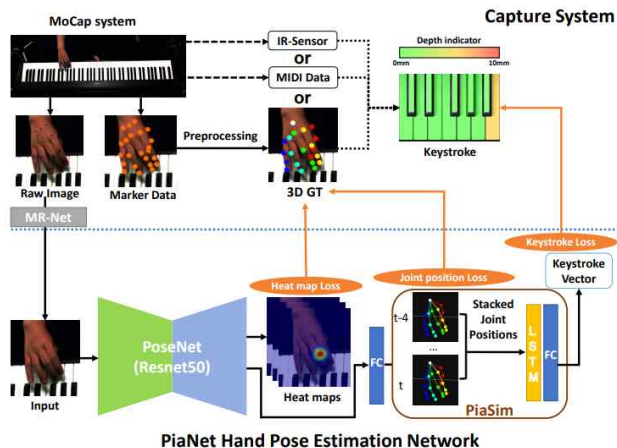 MoCap system
Capture System
IR-Sensor
or
MIDI Data
or
Depth indicator
0mm
10mm
Preprocessing
Keystroke
Raw Image
Marker Data
3D GT
MR-Net
Heat map Loss
Joint position Loss
Keystroke Loss
Keystroke
Vector
PoseNet
(Resnet50)
t-4
...
t
Stacked
Joint
Positions
FC
LSTM
FC
Input
Heat maps
PiaSim
PiaNet Hand Pose Estimation Network